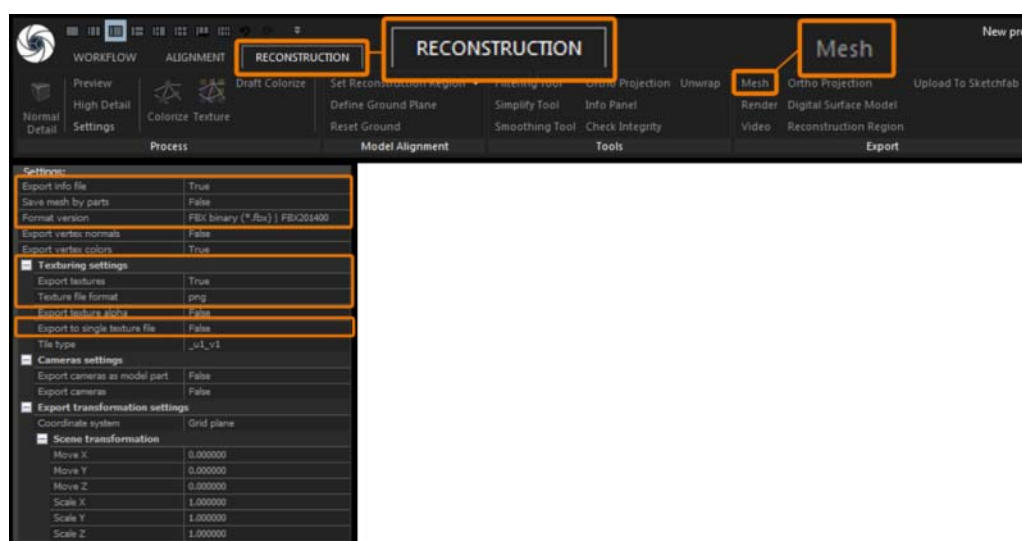 New pro
WORKFLOW ALIGNMENT RECONSTRUCTION
RECONSTRUCTION
Mesh
Preview
High Detail
Settings
Normal Detail
Colorize Texture
Draft Colorize
Process
Set Reconstruction Region
Define Ground Plane
Reset Ground
Model Alignment
Filtering Tool Ortho Projection Unwrap
Simplify Tool Info Panel
Smoothing Tool Check Integrity
Tools
Mesh Ortho Projection Upload To Sketchfab
Render Digital Surface Model
Video Reconstruction Region
Export
Settings:
Export info file True
Save mesh by parts False
Format version FBX binary (*.fbx) | FBX201400
Export vertex normals False
Export vertex colors True
Texturing settings
Export textures True
Texture file format png
Export texture alpha False
Export to single texture file False
Tile type _u1_v1
Cameras settings
Export cameras as model part False
Export cameras False
Export transformation settings
Coordinate system Grid plane
Scene transformation
Move X 0.000000
Move Y 0.000000
Move Z 0.000000
Scale X 1.000000
Scale Y 1.000000
Scale Z 1.000000